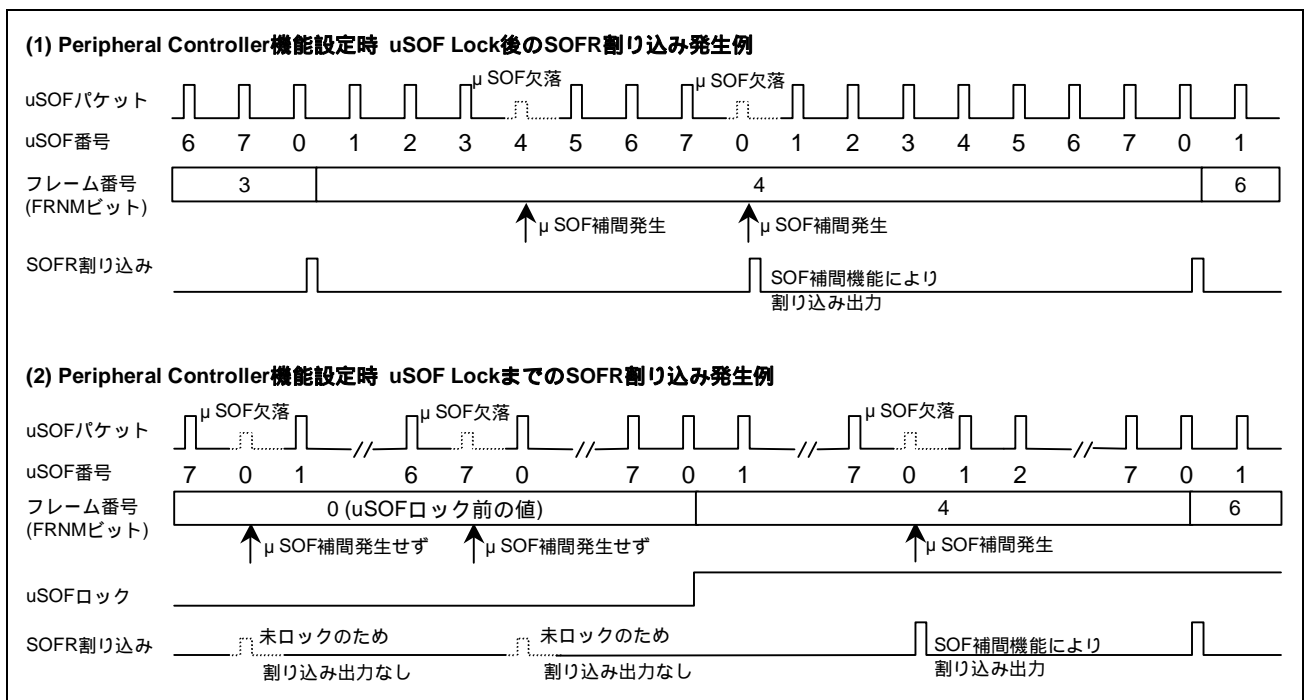 (1) Peripheral Controller機能設定時 uSOF Lock後のSOFR割り込み発生例
μ SOF欠落 μ SOF欠落
uSOFパケット
uSOF番号 6 7 0 1 2 3 4 5 6 7 0 1 2 3 4 5 6 7 0 1
フレーム番号 3 4 6
(FRNMビット)
μ SOF補間発生 μ SOF補間発生
SOFR割り込み
SOF補間機能により
割り込み出力
(2) Peripheral Controller機能設定時 uSOF LockまでのSOFR割り込み発生例
μ SOF欠落 μ SOF欠落 μ SOF欠落
uSOFパケット
uSOF番号 7 0 1 6 7 0 7 0 1 7 0 1 2 7 0 1
フレーム番号 0 (uSOFロック前の値) 4 6
(FRNMビット)
μ SOF補間発生せず μ SOF補間発生せず μ SOF補間発生
uSOFロック
SOFR割り込み 未ロックのため 未ロックのため SOF補間機能により
割り込み出力なし 割り込み出力なし 割り込み出力